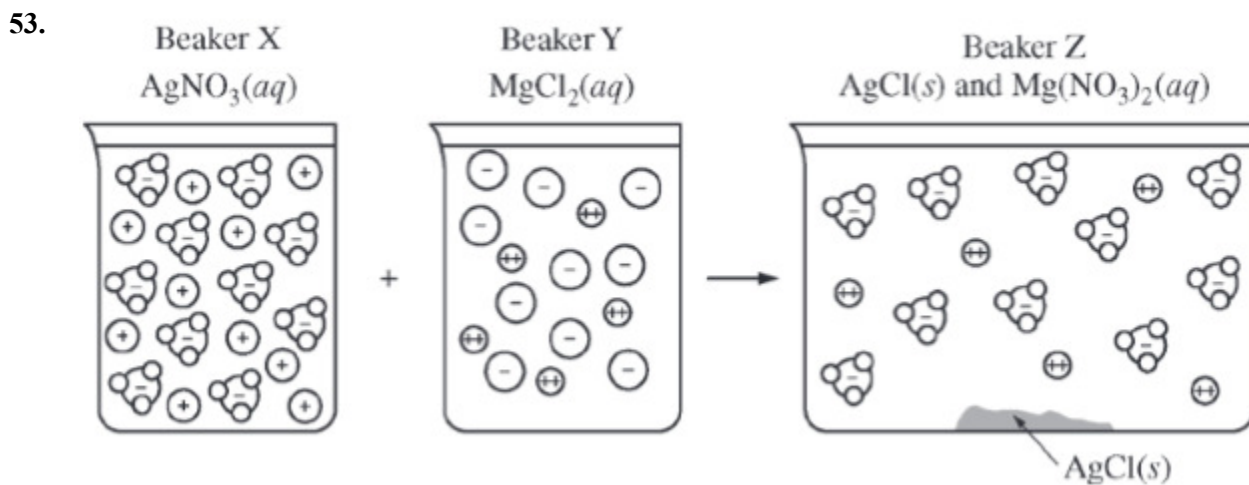 53.
Beaker X
AgNO₃(aq)
Beaker Y
MgCl₂(aq)
Beaker Z
AgCl(s) and Mg(NO₃)₂(aq)
+
AgCl(s)